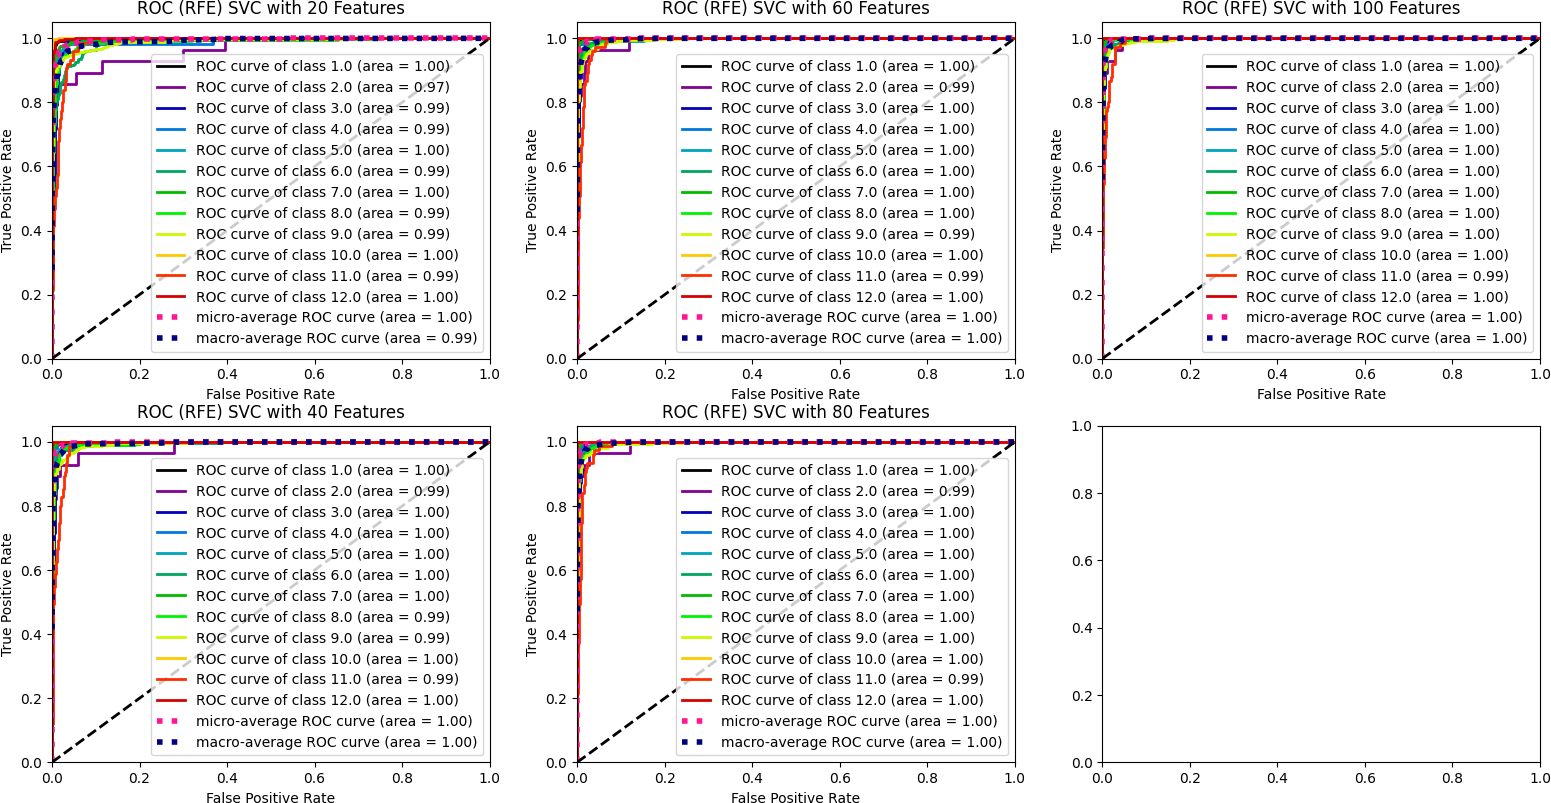 ROC (RFE) SVC with 20 Features
True Positive Rate
1.0
0.8
0.6
0.4
0.2
0.0
ROC curve of class 1.0 (area = 1.00)
ROC curve of class 2.0 (area = 0.97)
ROC curve of class 3.0 (area = 0.99)
ROC curve of class 4.0 (area = 0.99)
ROC curve of class 5.0 (area = 1.00)
ROC curve of class 6.0 (area = 0.99)
ROC curve of class 7.0 (area = 1.00)
ROC curve of class 8.0 (area = 0.99)
ROC curve of class 9.0 (area = 0.99)
ROC curve of class 10.0 (area = 1.00)
ROC curve of class 11.0 (area = 0.99)
ROC curve of class 12.0 (area = 1.00)
micro-average ROC curve (area = 1.00)
macro-average ROC curve (area = 0.99)
0.0 0.2 0.4 0.6 0.8 1.0
False Positive Rate
ROC (RFE) SVC with 60 Features
True Positive Rate
1.0
0.8
0.6
0.4
0.2
0.0
ROC curve of class 1.0 (area = 1.00)
ROC curve of class 2.0 (area = 0.99)
ROC curve of class 3.0 (area = 1.00)
ROC curve of class 4.0 (area = 1.00)
ROC curve of class 5.0 (area = 1.00)
ROC curve of class 6.0 (area = 1.00)
ROC curve of class 7.0 (area = 1.00)
ROC curve of class 8.0 (area = 1.00)
ROC curve of class 9.0 (area = 0.99)
ROC curve of class 10.0 (area = 1.00)
ROC curve of class 11.0 (area = 0.99)
ROC curve of class 12.0 (area = 1.00)
micro-average ROC curve (area = 1.00)
macro-average ROC curve (area = 1.00)
0.0 0.2 0.4 0.6 0.8 1.0
False Positive Rate
ROC (RFE) SVC with 100 Features
True Positive Rate
1.0
0.8
0.6
0.4
0.2
0.0
ROC curve of class 1.0 (area = 1.00)
ROC curve of class 2.0 (area = 1.00)
ROC curve of class 3.0 (area = 1.00)
ROC curve of class 4.0 (area = 1.00)
ROC curve of class 5.0 (area = 1.00)
ROC curve of class 6.0 (area = 1.00)
ROC curve of class 7.0 (area = 1.00)
ROC curve of class 8.0 (area = 1.00)
ROC curve of class 9.0 (area = 1.00)
ROC curve of class 10.0 (area = 1.00)
ROC curve of class 11.0 (area = 0.99)
ROC curve of class 12.0 (area = 1.00)
micro-average ROC curve (area = 1.00)
macro-average ROC curve (area = 1.00)
0.0 0.2 0.4 0.6 0.8 1.0
False Positive Rate
ROC (RFE) SVC with 40 Features
True Positive Rate
1.0
0.8
0.6
0.4
0.2
0.0
ROC curve of class 1.0 (area = 1.00)
ROC curve of class 2.0 (area = 0.99)
ROC curve of class 3.0 (area = 1.00)
ROC curve of class 4.0 (area = 1.00)
ROC curve of class 5.0 (area = 1.00)
ROC curve of class 6.0 (area = 1.00)
ROC curve of class 7.0 (area = 1.00)
ROC curve of class 8.0 (area = 0.99)
ROC curve of class 9.0 (area = 0.99)
ROC curve of class 10.0 (area = 1.00)
ROC curve of class 11.0 (area = 0.99)
ROC curve of class 12.0 (area = 1.00)
micro-average ROC curve (area = 1.00)
macro-average ROC curve (area = 1.00)
0.0 0.2 0.4 0.6 0.8 1.0
False Positive Rate
ROC (RFE) SVC with 80 Features
True Positive Rate
1.0
0.8
0.6
0.4
0.2
0.0
ROC curve of class 1.0 (area = 1.00)
ROC curve of class 2.0 (area = 0.99)
ROC curve of class 3.0 (area = 1.00)
ROC curve of class 4.0 (area = 1.00)
ROC curve of class 5.0 (area = 1.00)
ROC curve of class 6.0 (area = 1.00)
ROC curve of class 7.0 (area = 1.00)
ROC curve of class 8.0 (area = 1.00)
ROC curve of class 9.0 (area = 1.00)
ROC curve of class 10.0 (area = 1.00)
ROC curve of class 11.0 (area = 0.99)
ROC curve of class 12.0 (area = 1.00)
micro-average ROC curve (area = 1.00)
macro-average ROC curve (area = 1.00)
0.0 0.2 0.4 0.6 0.8 1.0
False Positive Rate
1.0
0.8
0.6
0.4
0.2
0.0
0.0 0.2 0.4 0.6 0.8 1.0